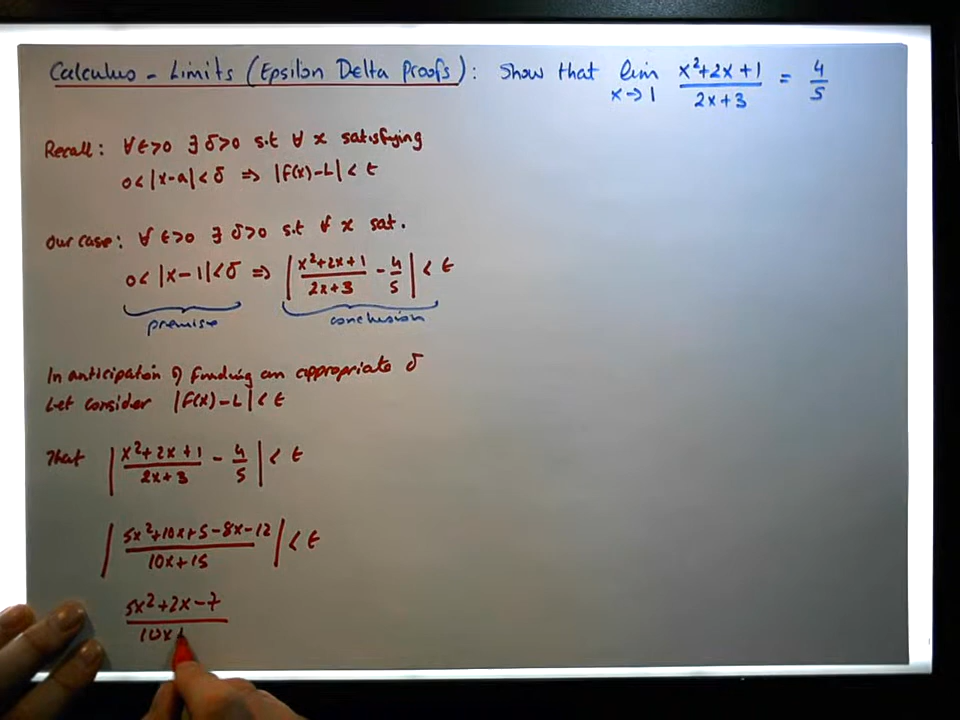 Calculus - Limits (Epsilon Delta Proofs): Show that lim x→1 (x²+2x+1)/(2x+3) = 4/5
Recall: ∀ϵ>0 ∃ δ>0 s.t ∀ x satisfying
0<|x-a|<δ ⇒ |F(x)-L|<ϵ
Our case: ∀ ϵ>0 ∃ δ>0 s.t ∀ x sat.
0<|x-1|<δ ⇒ |(x²+2x+1)/(2x+3) - 4/5| < ϵ
premise conclusion
In anticipation of finding an appropriate δ
Let consider |F(x)-L|<ϵ
That |(x²+2x+1)/(2x+3) - 4/5| < ϵ
|(5x²+10x+5-8x-12)/(10x+15)| < ϵ
(5x²+2x-7)/(10x